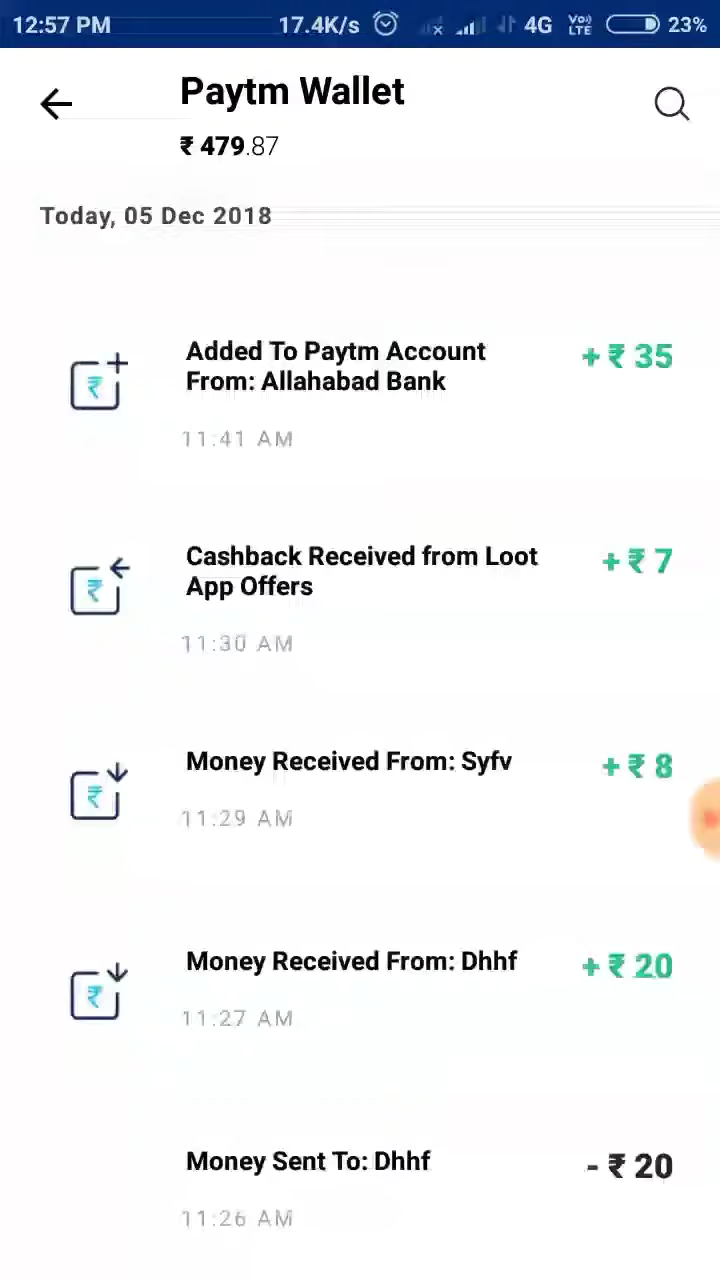 12:57 PM 17.4K/s 4G VoLTE 23%
Paytm Wallet
₹ 479.87
Today, 05 Dec 2018
Added To Paytm Account + ₹ 35
From: Allahabad Bank
11:41 AM
Cashback Received from Loot + ₹ 7
App Offers
11:30 AM
Money Received From: Syfv + ₹ 8
11:29 AM
Money Received From: Dhhf + ₹ 20
11:27 AM
Money Sent To: Dhhf - ₹ 20
11:26 AM